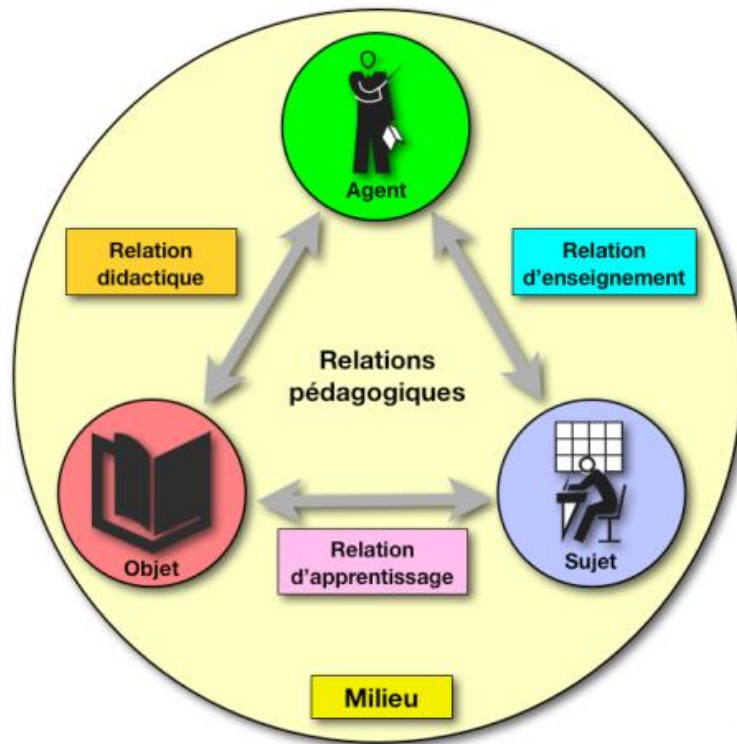 Agent
Relation
didactique
Relation
d'enseignement
Relations
pédagogiques
Objet
Sujet
Relation
d'apprentissage
Milieu